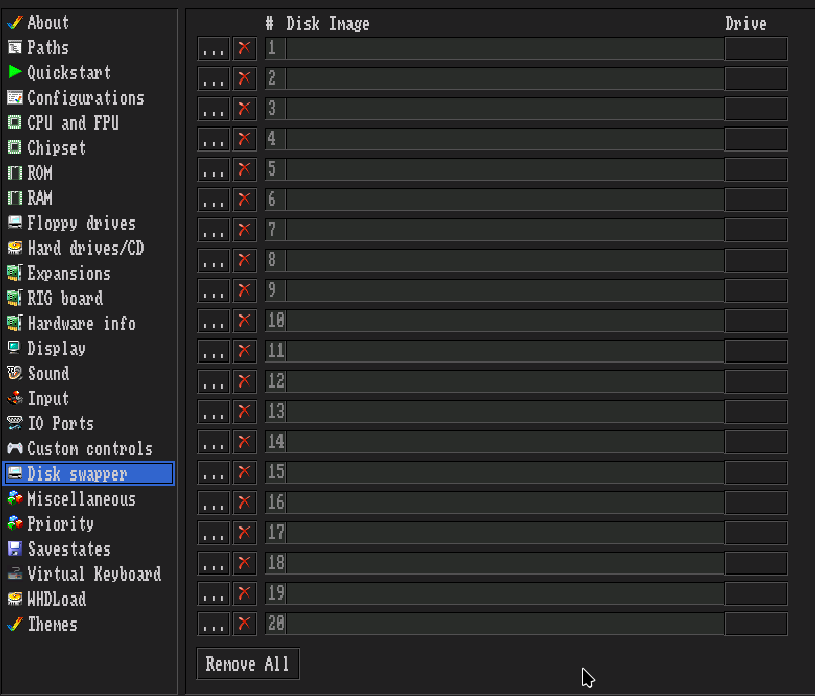 About
Paths
Quickstart
Configurations
CPU and FPU
Chipset
ROM
RAM
Floppy drives
Hard drives/CD
Expansions
RTG board
Hardware info
Display
Sound
Input
IO Ports
Custom controls
Disk swapper
Miscellaneous
Priority
Savestates
Virtual Keyboard
WHDLoad
Themes
# Disk Image Drive
... 1
... 2
... 3
... 4
... 5
... 6
... 7
... 8
... 9
... 10
... 11
... 12
... 13
... 14
... 15
... 16
... 17
... 18
... 19
... 20
Remove All